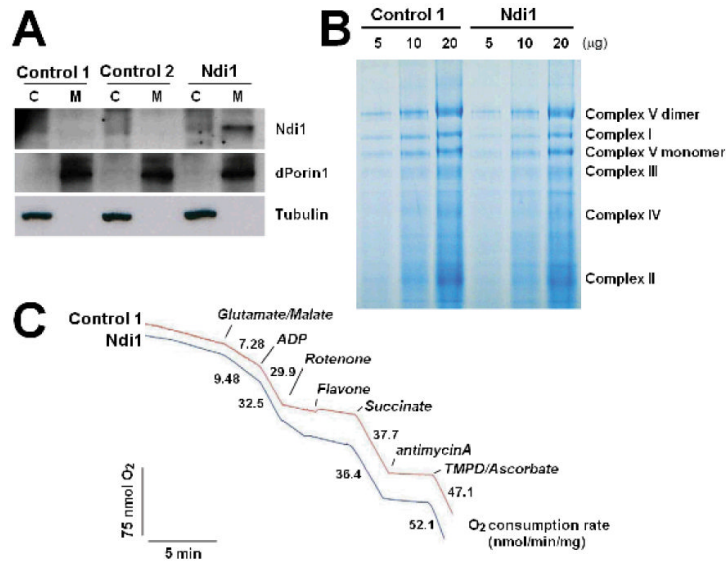 A
Control 1 Control 2 Ndi1
C M C M C M
Ndi1
dPorin1
Tubulin
B
Control 1 Ndi1
5 10 20 5 10 20 (µg)
Complex V dimer
Complex I
Complex V monomer
Complex III
Complex IV
Complex II
C
Control 1
Ndi1
Glutamate/Malate
7.28
ADP
9.48
29.9
Rotenone
32.5
Flavone
Succinate
37.7
antimycinA
36.4
TMPD/Ascorbate
47.1
52.1
O2 consumption rate
(nmol/min/mg)
75 nmol O2
5 min